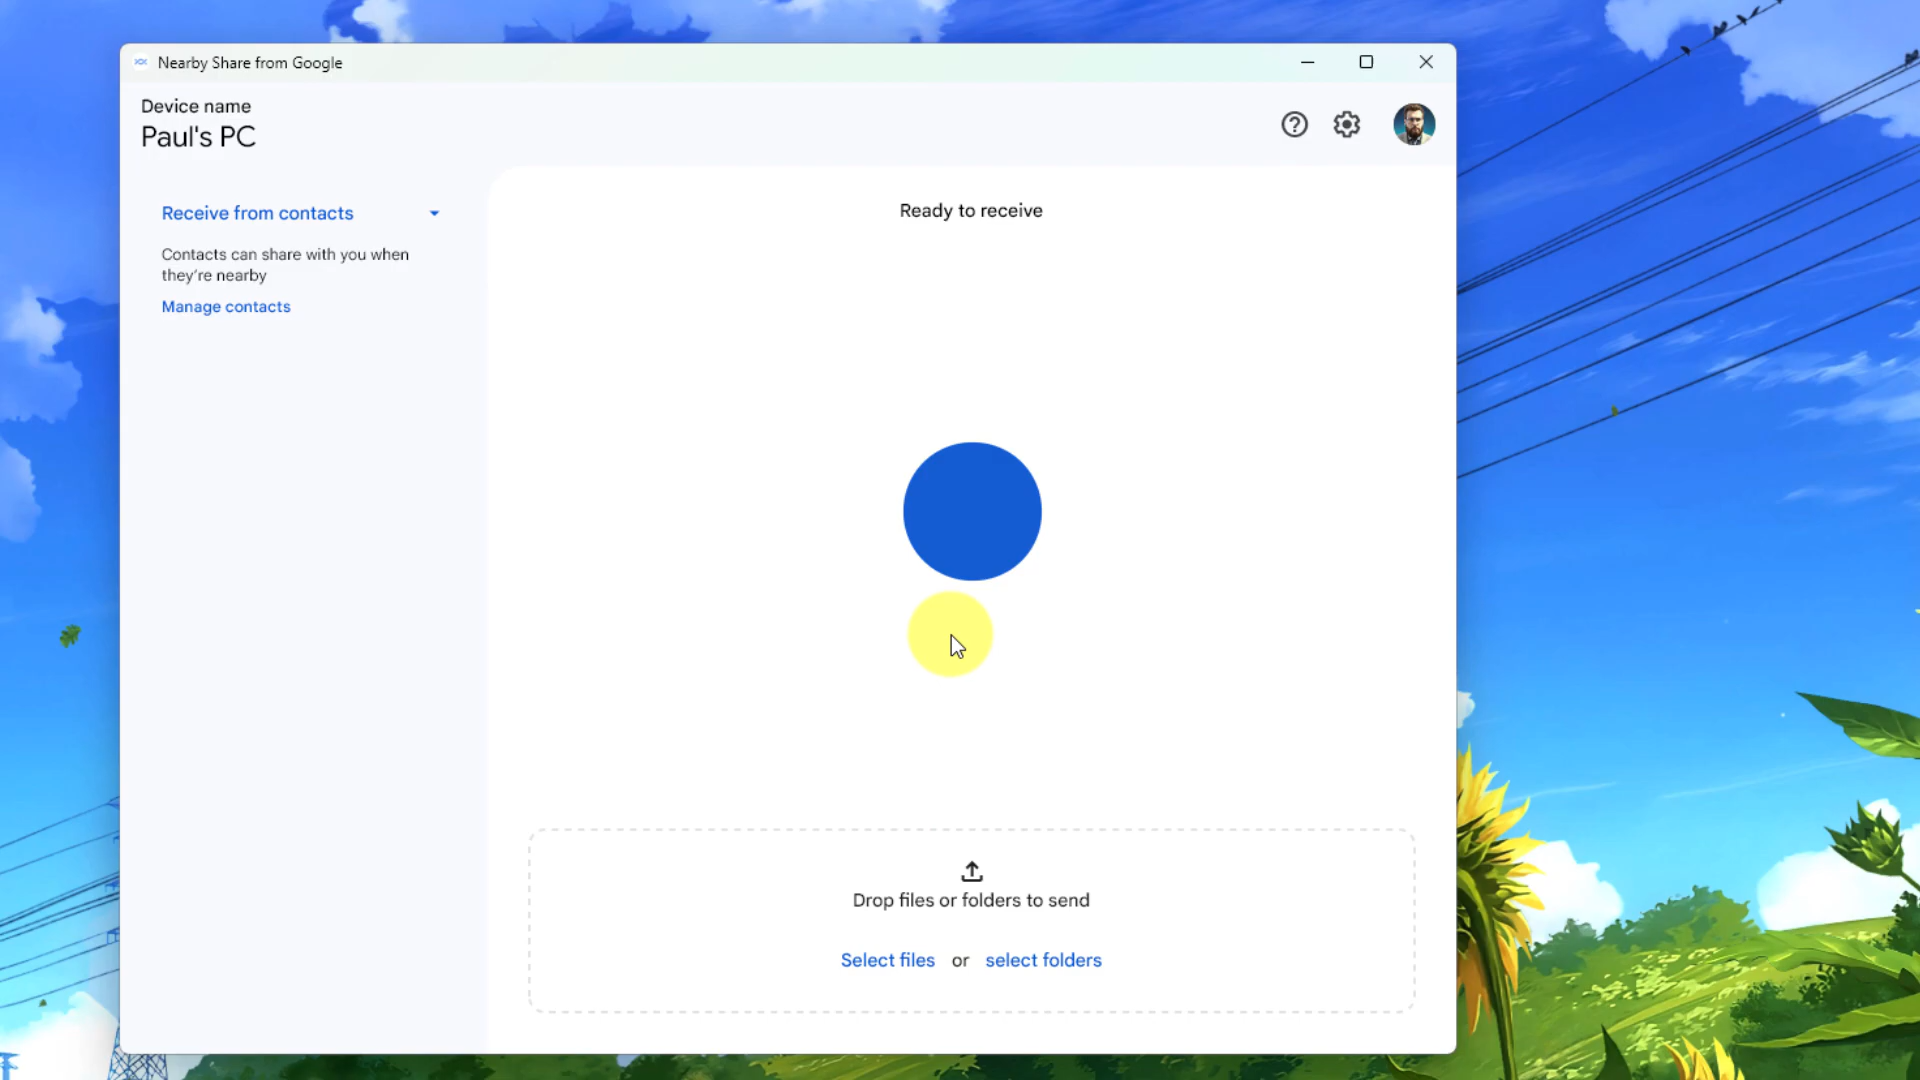 Nearby Share from Google
Device name
Paul's PC
Receive from contacts
Contacts can share with you when
they're nearby
Manage contacts
Ready to receive
Drop files or folders to send
Select files or select folders